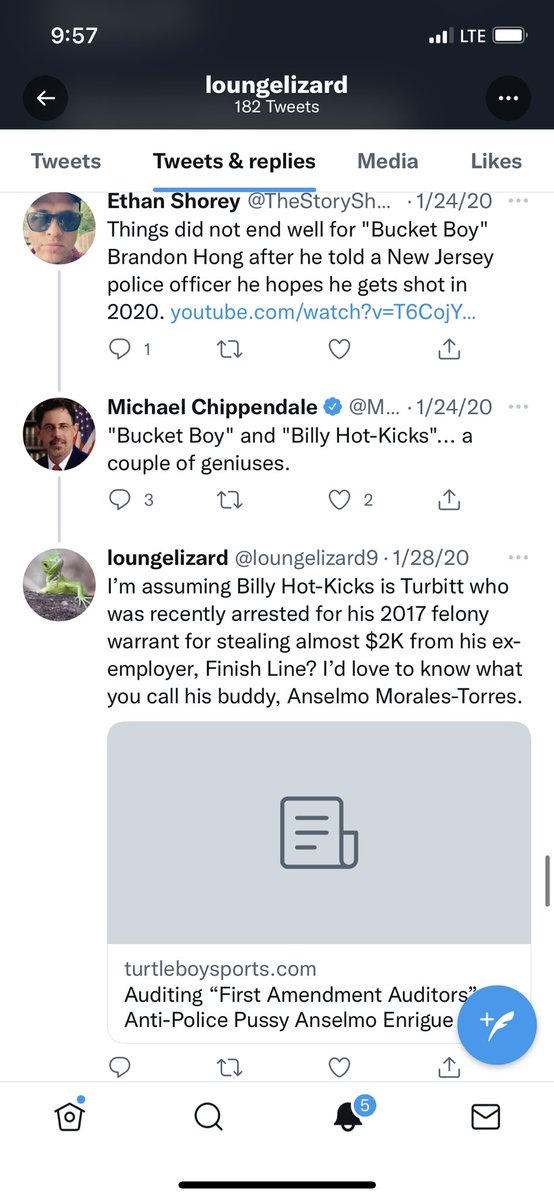 9:57
LTE
loungelizard
182 Tweets
Tweets
Tweets & replies
Media
Likes
Ethan Shorey @TheStorySh... · 1/24/20
Things did not end well for "Bucket Boy"
Brandon Hong after he told a New Jersey
police officer he hopes he gets shot in
2020. youtube.com/watch?v=T6CojY...
1
Michael Chippendale @M... · 1/24/20
"Bucket Boy" and "Billy Hot-Kicks"... a
couple of geniuses.
3
2
loungelizard @loungelizard9 · 1/28/20
I’m assuming Billy Hot-Kicks is Turbitt who
was recently arrested for his 2017 felony
warrant for stealing almost $2K from his ex-
employer, Finish Line? I’d love to know what
you call his buddy, Anselmo Morales-Torres.
turtleboysports.com
Auditing “First Amendment Auditors”
Anti-Police Pussy Anselmo Enrigue
5